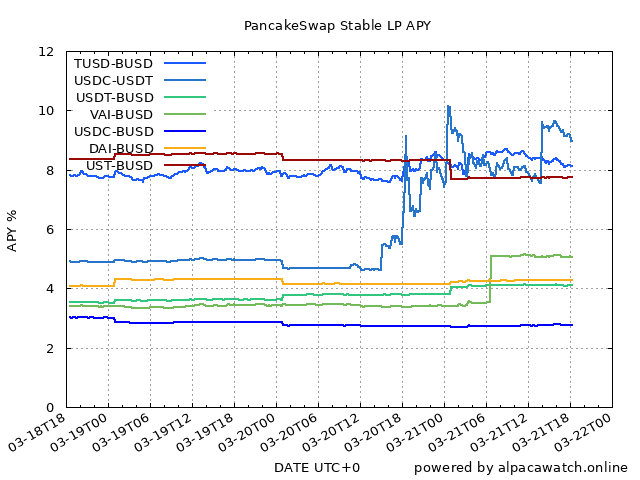 PancakeSwap Stable LP APY
12
10
8
6
4
2
0
APY %
TUSD-BUSD
USDC-USDT
USDT-BUSD
VAI-BUSD
USDC-BUSD
DAI-BUSD
UST-BUSD
03-18T18
03-19T00
03-19T06
03-19T12
03-19T18
03-20T00
03-20T06
03-20T12
03-20T18
03-21T00
03-21T06
03-21T12
03-21T18
03-22T00
DATE UTC+0
powered by alpacawatch.online